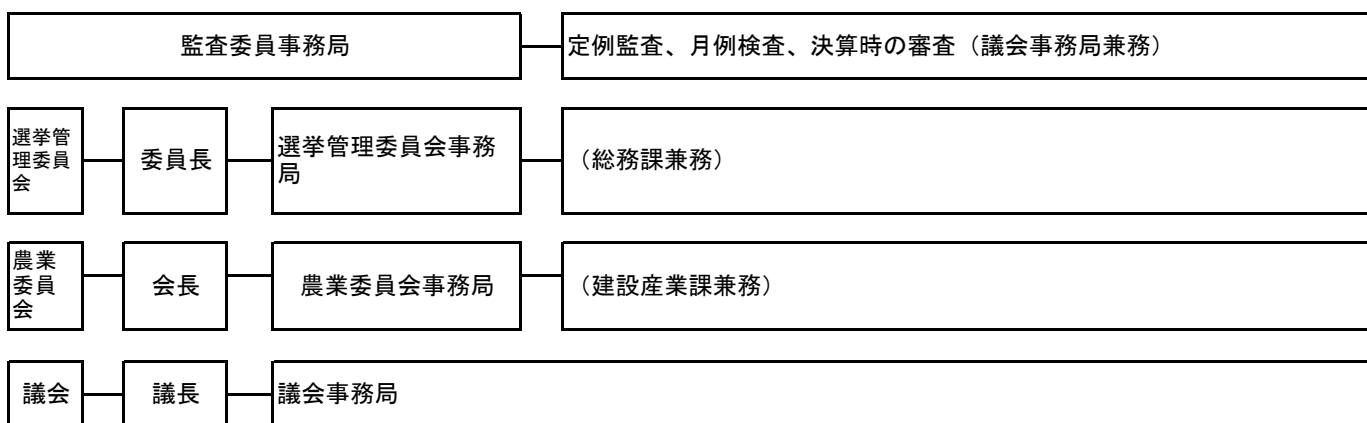 監査委員事務局
定例監査、月例検査、決算時の審査（議会事務局兼務）
選挙管
理委員
会
委員長
選挙管理委員会事務
局
（総務課兼務）
農業
委員
会
会長
農業委員会事務局
（建設産業課兼務）
議会
議長
議会事務局